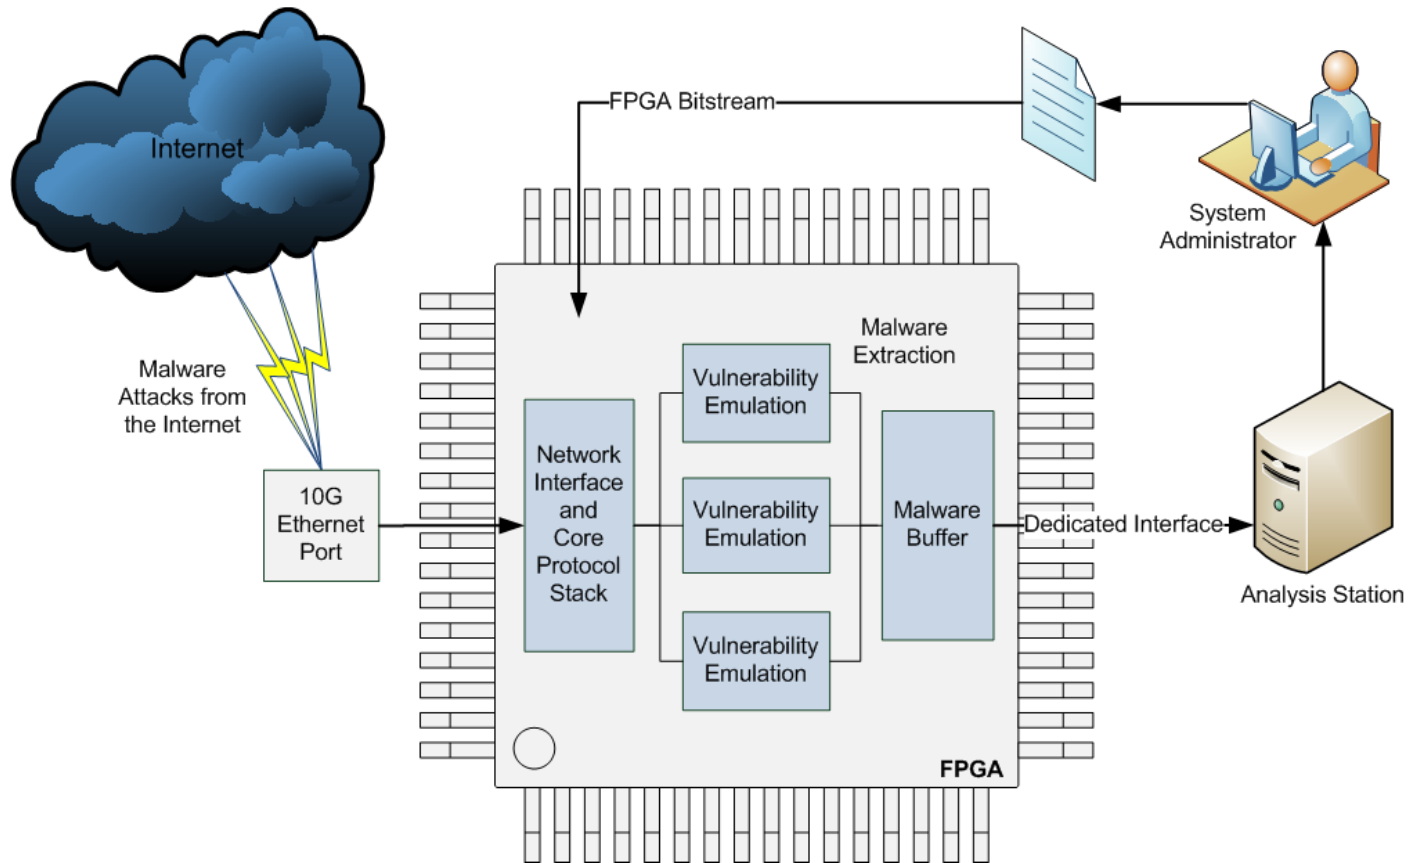 Internet
FPGA Bitstream
System
Administrator
Malware
Attacks from
the Internet
10G
Ethernet
Port
Network
Interface
and
Core
Protocol
Stack
Vulnerability
Emulation
Vulnerability
Emulation
Vulnerability
Emulation
Malware
Extraction
Malware
Buffer
Dedicated Interface
Analysis Station
FPGA